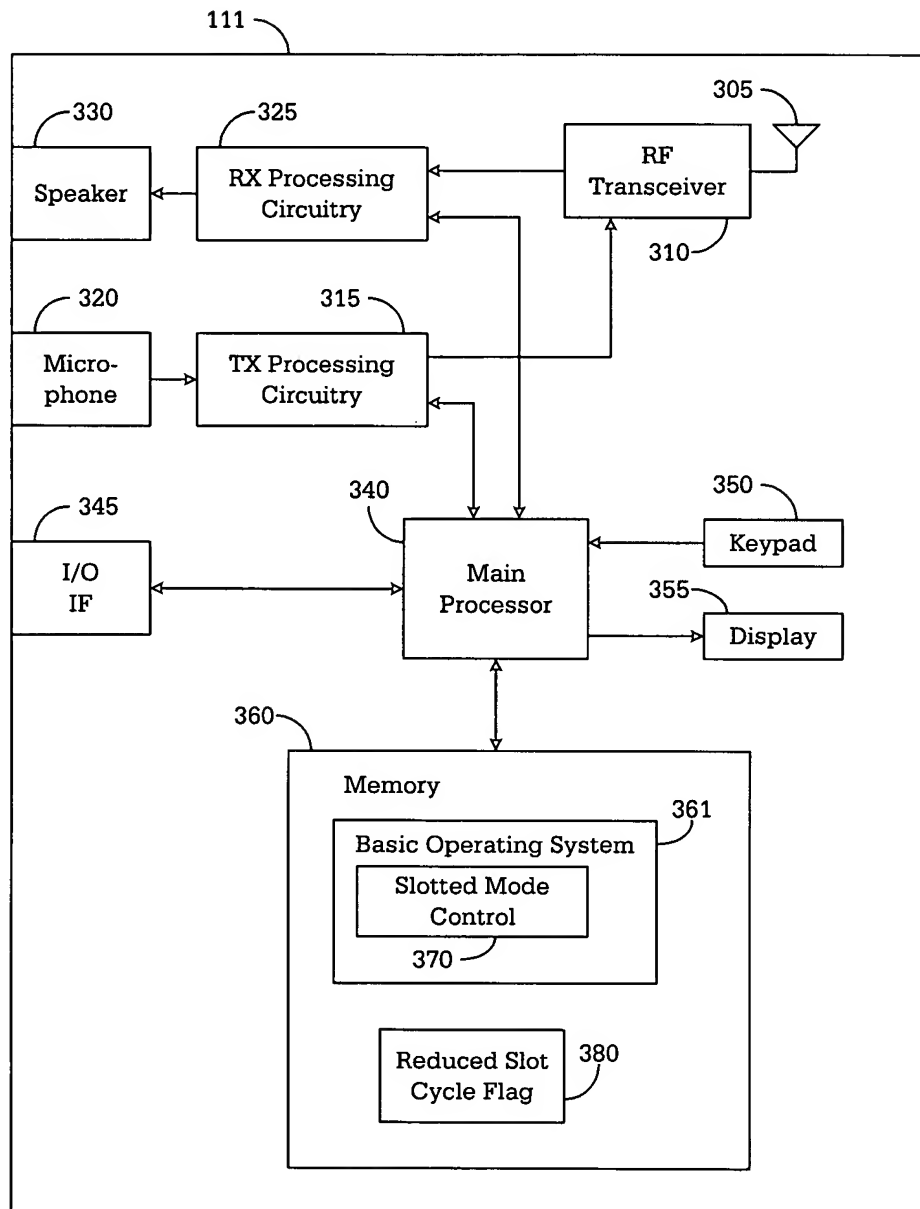 111
330
325
305
Speaker
RX Processing
Circuitry
RF
Transceiver
310
320
315
Micro-
phone
TX Processing
Circuitry
345
340
350
I/O
IF
Main
Processor
Keypad
355
Display
360
Memory
361
Basic Operating System
Slotted Mode
Control
370
Reduced Slot
Cycle Flag
380